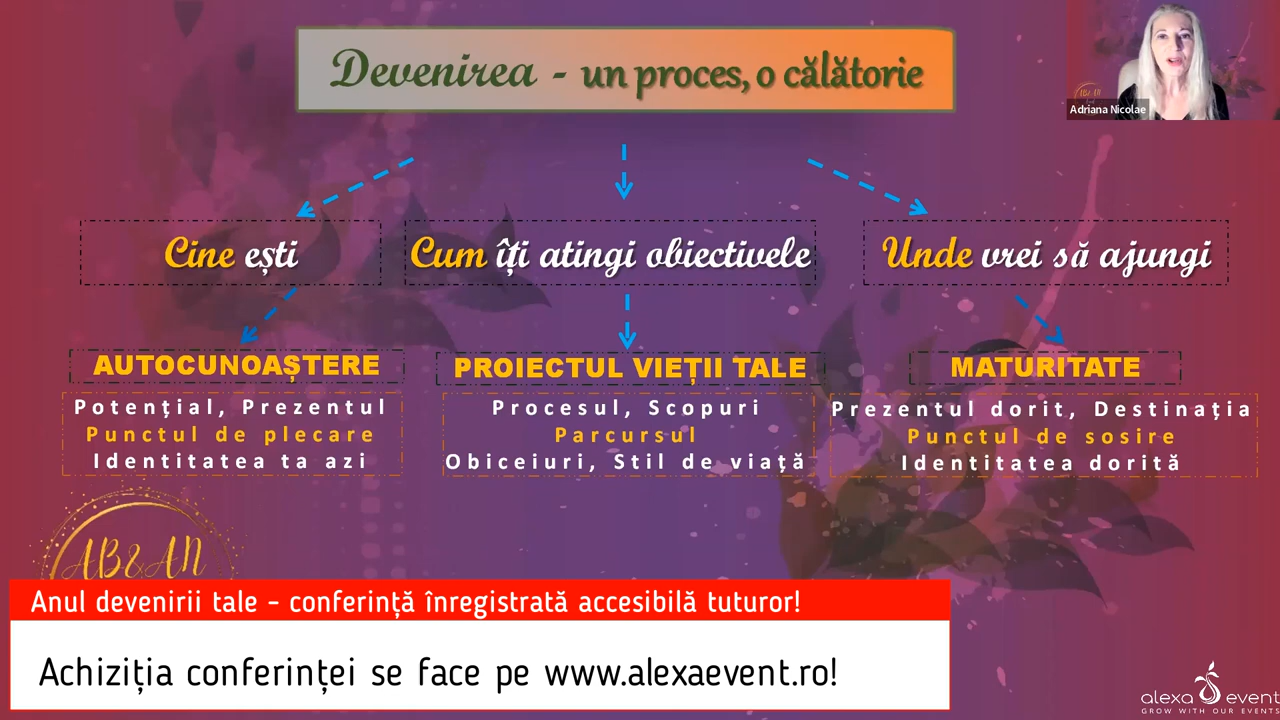 Devenirea - un proces, o călătorie
AB&AN
Adriana Nicolae
Cine ești
Cum îți atingi obiectivele
Unde vrei să ajungi
AUTOCUNOAȘTERE
Potențial, Prezentul
Punctul de plecare
Identitatea ta azi
PROIECTUL VIEȚII TALE
Procesul, Scopuri
Parcursul
Obiceiuri, Stil de viață
MATURITATE
Prezentul dorit, Destinația
Punctul de sosire
Identitatea dorită
AB&AN
Anul devenirii tale - conferință înregistrată accesibilă tuturor!
Achiziția conferinței se face pe www.alexaevent.ro!
alexa event
GROW WITH OUR EVENTS